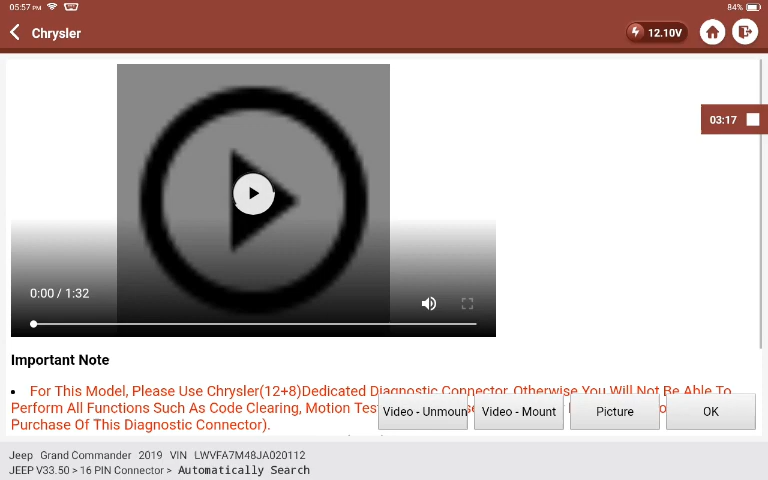 05:57 PM
84%
Chrysler
12.10V
03:17
0:00 / 1:32
Important Note
• For This Model, Please Use Chrysler(12+8)Dedicated Diagnostic Connector, Otherwise You Will Not Be Able To
Perform All Functions Such As Code Clearing, Motion Tes
Purchase Of This Diagnostic Connector).
Video - Unmoun
Video - Mount
Picture
OK
Jeep Grand Commander 2019 VIN LWVFA7M48JA020112
JEEP V33.50 > 16 PIN Connector > Automatically Search